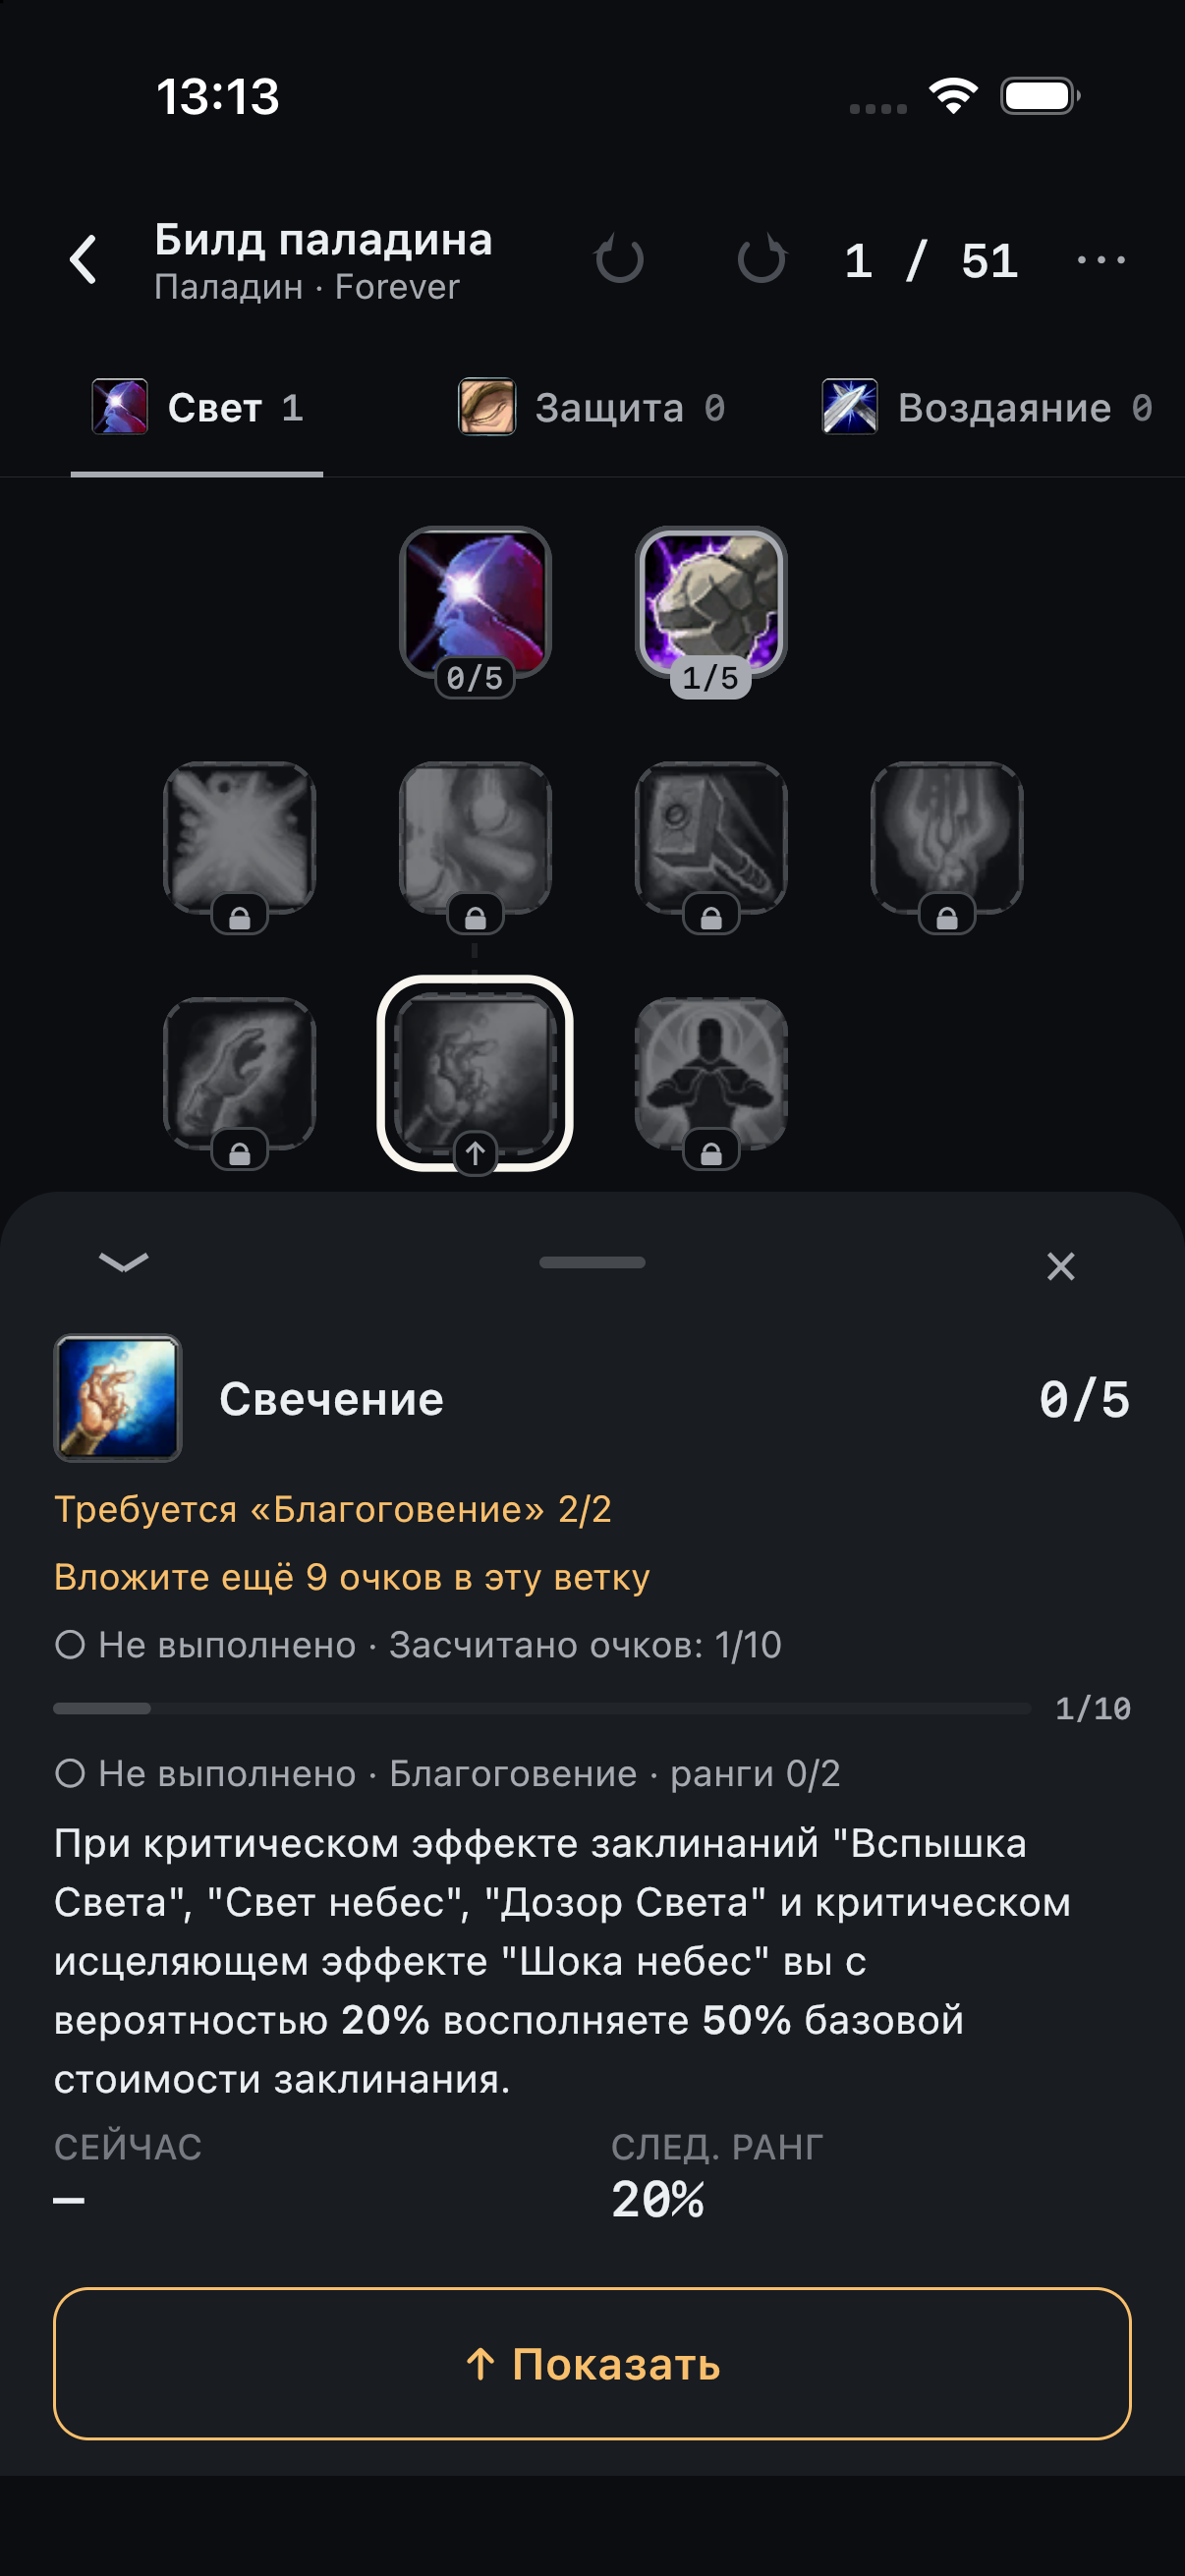 13:13
Билд паладина
Паладин · Forever
1 / 51
Свет 1
Защита 0
Воздаяние 0
0/5
1/5
Свечение
0/5
Требуется «Благоговение» 2/2
Вложите ещё 9 очков в эту ветку
Не выполнено · Засчитано очков: 1/10
1/10
Не выполнено · Благоговение · ранги 0/2
При критическом эффекте заклинаний "Вспышка
Света", "Свет небес", "Дозор Света" и критическом
исцеляющем эффекте "Шока небес" вы с
вероятностью 20% восполняете 50% базовой
стоимости заклинания.
СЕЙЧАС
СЛЕД. РАНГ
—
20%
↑ Показать